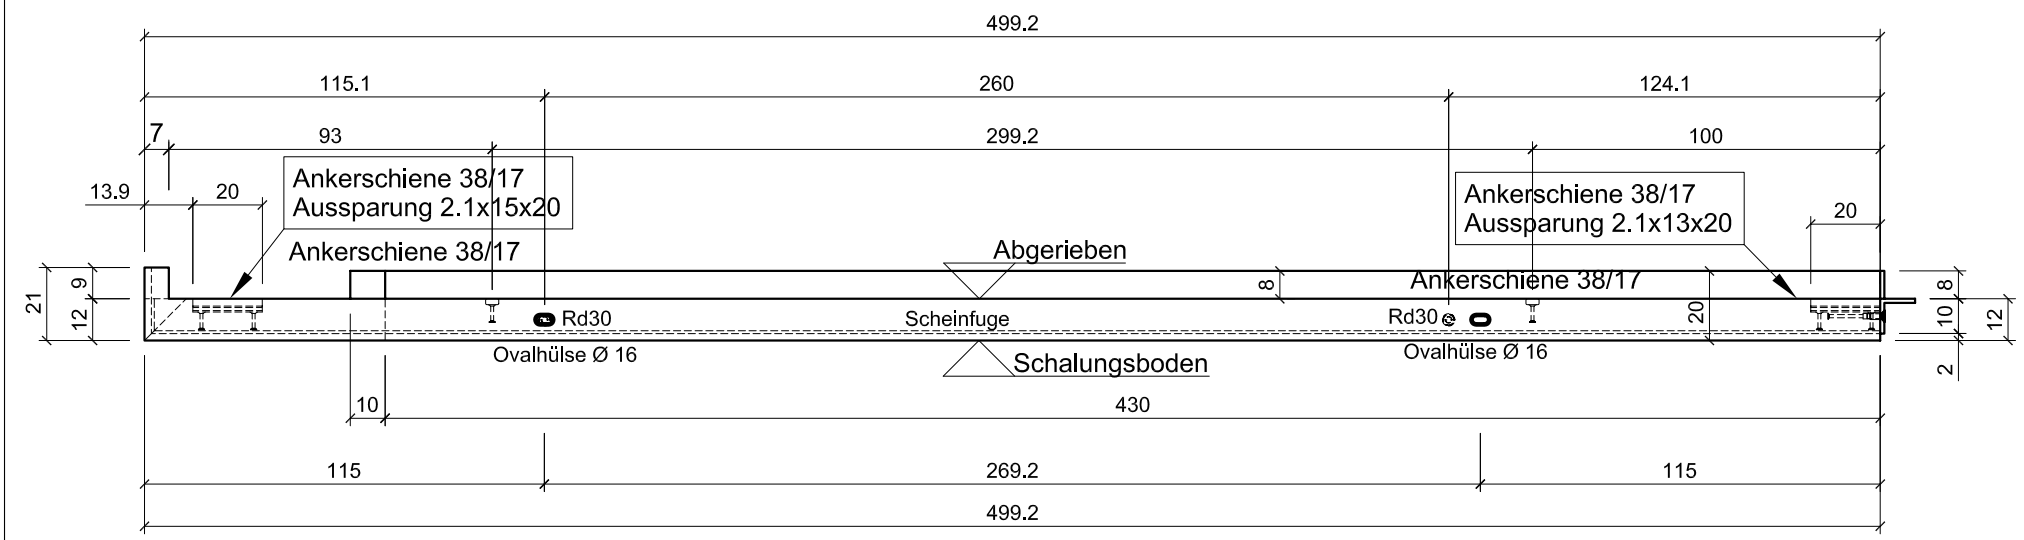 499.2
115.1 260 124.1
7 93 299.2 100
13.9 20 20
Ankerschiene 38/17
Aussparung 2.1x15x20
Ankerschiene 38/17
Aussparung 2.1x13x20
Ankerschiene 38/17
Abgerieben
Ankerschiene 38/17
21 9 12
8 20 8 10 12 2
Rd30 Scheinfuge Rd30
Ovalhülse Ø 16
Ovalhülse Ø 16
Schalungsboden
10 430
115 269.2 115
499.2